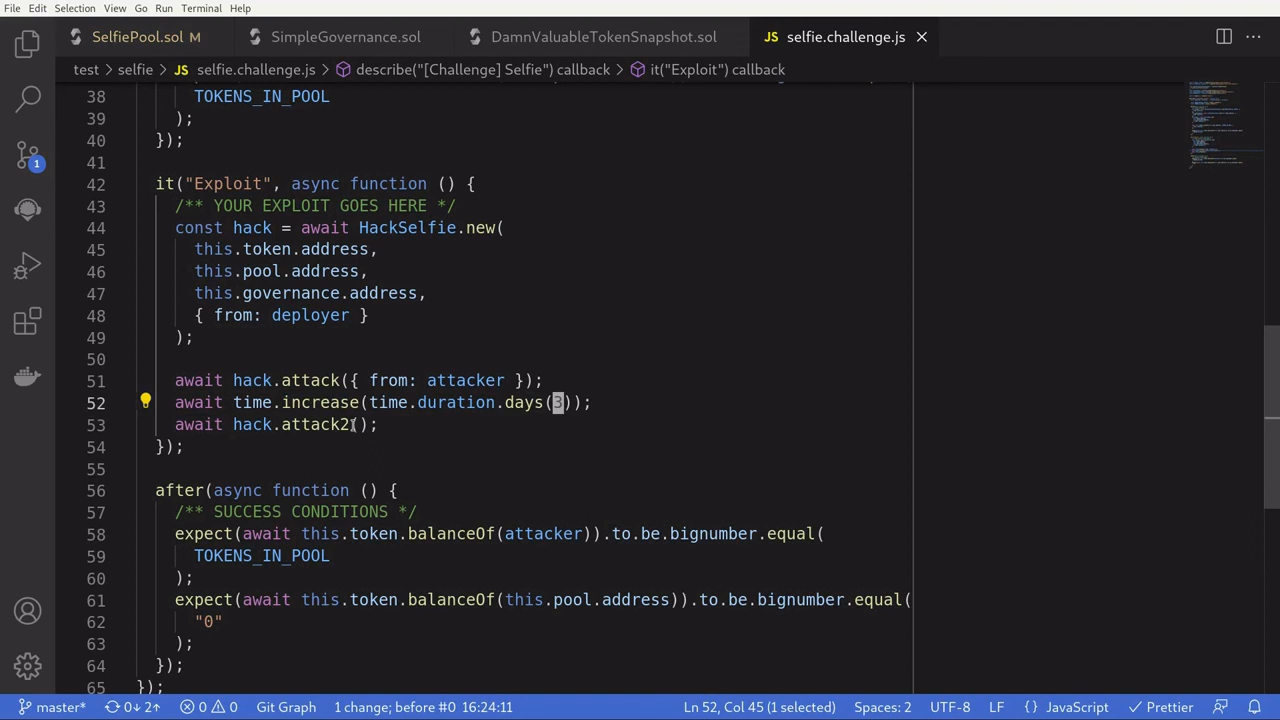 File Edit Selection View Go Run Terminal Help
SelfiePool.sol M SimpleGovernance.sol DamnValuableTokenSnapshot.sol JS selfie.challenge.js
test > selfie > JS selfie.challenge.js > describe("[Challenge] Selfie") callback > it("Exploit") callback
38 TOKENS_IN_POOL
39 );
40 });
41
42 it("Exploit", async function () {
43 /** YOUR EXPLOIT GOES HERE */
44 const hack = await HackSelfie.new(
45 this.token.address,
46 this.pool.address,
47 this.governance.address,
48 { from: deployer }
49 );
50
51 await hack.attack({ from: attacker });
52 await time.increase(time.duration.days(3));
53 await hack.attack2();
54 });
55
56 after(async function () {
57 /** SUCCESS CONDITIONS */
58 expect(await this.token.balanceOf(attacker)).to.be.bignumber.equal(
59 TOKENS_IN_POOL
60 );
61 expect(await this.token.balanceOf(this.pool.address)).to.be.bignumber.equal(
62 "0"
63 );
64 });
65 });
1
master* 0↓ 2↑ 0 0 Git Graph 1 change; before #0 16:24:11 Ln 52, Col 45 (1 selected) Spaces: 2 UTF-8 LF {} JavaScript Prettier